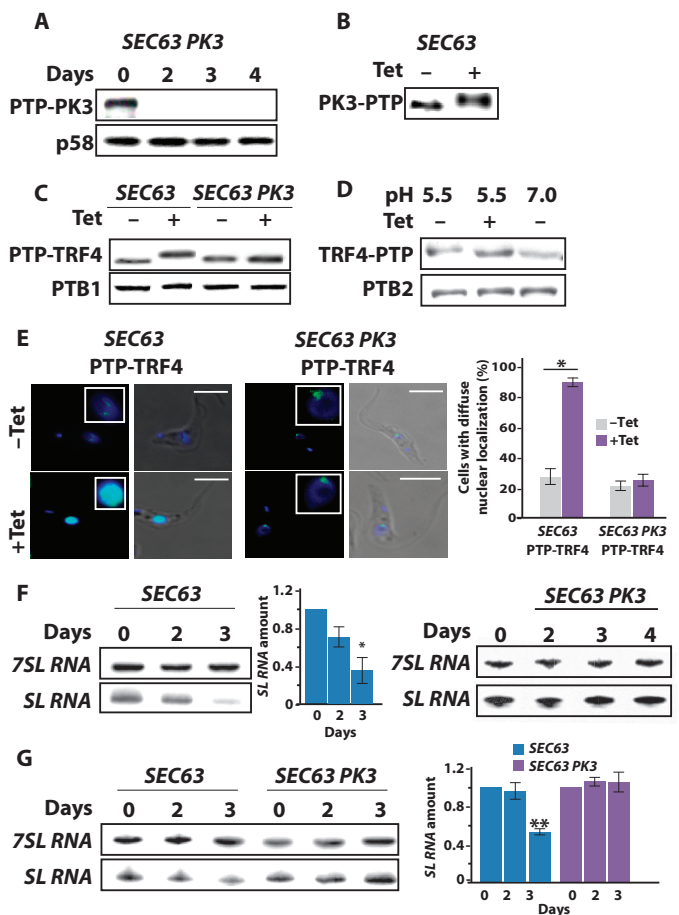 A
SEC63 PK3
Days 0 2 3 4
PTP-PK3
p58
B
SEC63
Tet – +
PK3-PTP
C
SEC63 SEC63 PK3
Tet – + – +
PTP-TRF4
PTB1
D
pH 5.5 5.5 7.0
Tet – + –
TRF4-PTP
PTB2
E
SEC63
PTP-TRF4
SEC63 PK3
PTP-TRF4
–Tet
+Tet
Cells with diffuse
nuclear localization (%)
100
80
60
40
20
0
*
–Tet
+Tet
SEC63
PTP-TRF4
SEC63 PK3
PTP-TRF4
F
SEC63
Days 0 2 3
7SL RNA
SL RNA
SL RNA amount
1.2
0.8
0.4
0
*
0 2 3
Days
SEC63 PK3
Days 0 2 3 4
7SL RNA
SL RNA
G
SEC63 SEC63 PK3
Days 0 2 3 0 2 3
7SL RNA
SL RNA
SEC63
SEC63 PK3
SL RNA amount
1.2
0.8
0.4
0
**
0 2 3 0 2 3
Days